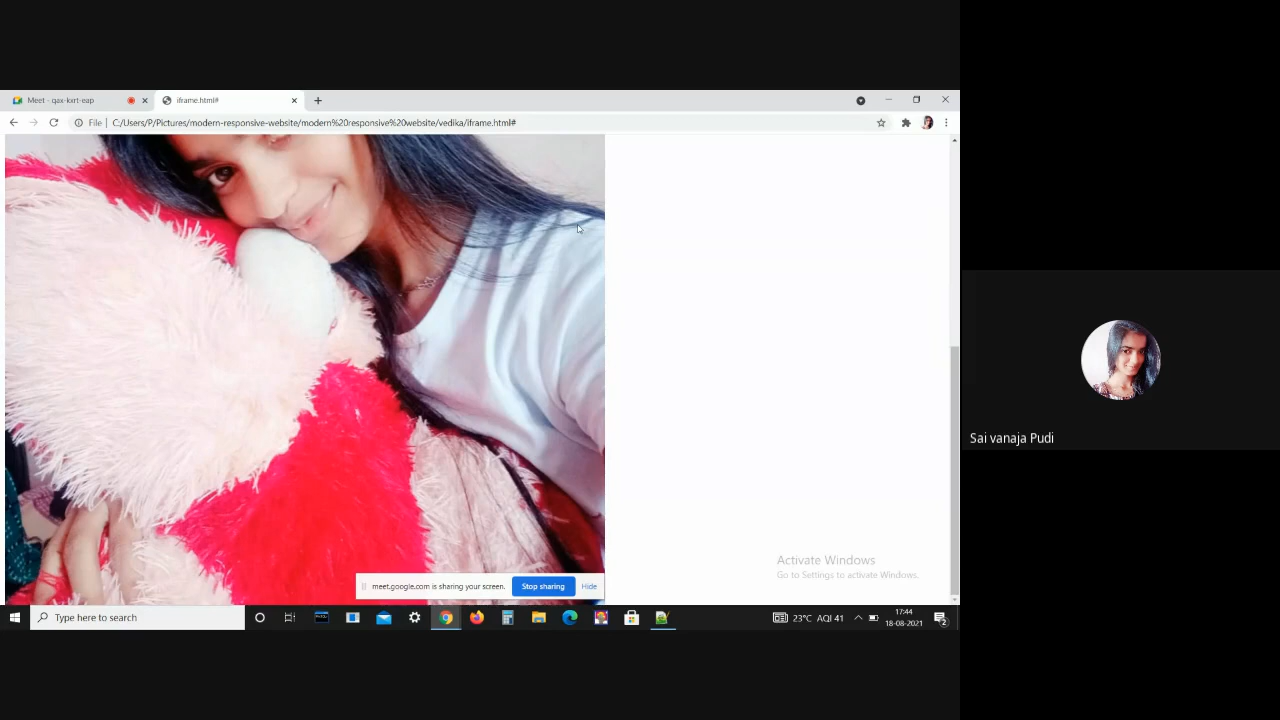 Meet - qax-kxrt-eap
iframe.html#
File | C:/Users/P/Pictures/modern-responsive-website/modern%20responsive%20website/vedika/iframe.html#
Sai vanaja Pudi
Activate Windows
Go to Settings to activate Windows.
meet.google.com is sharing your screen.
Stop sharing
Hide
Type here to search
23°C AQI 41
17:44
18-08-2021
2